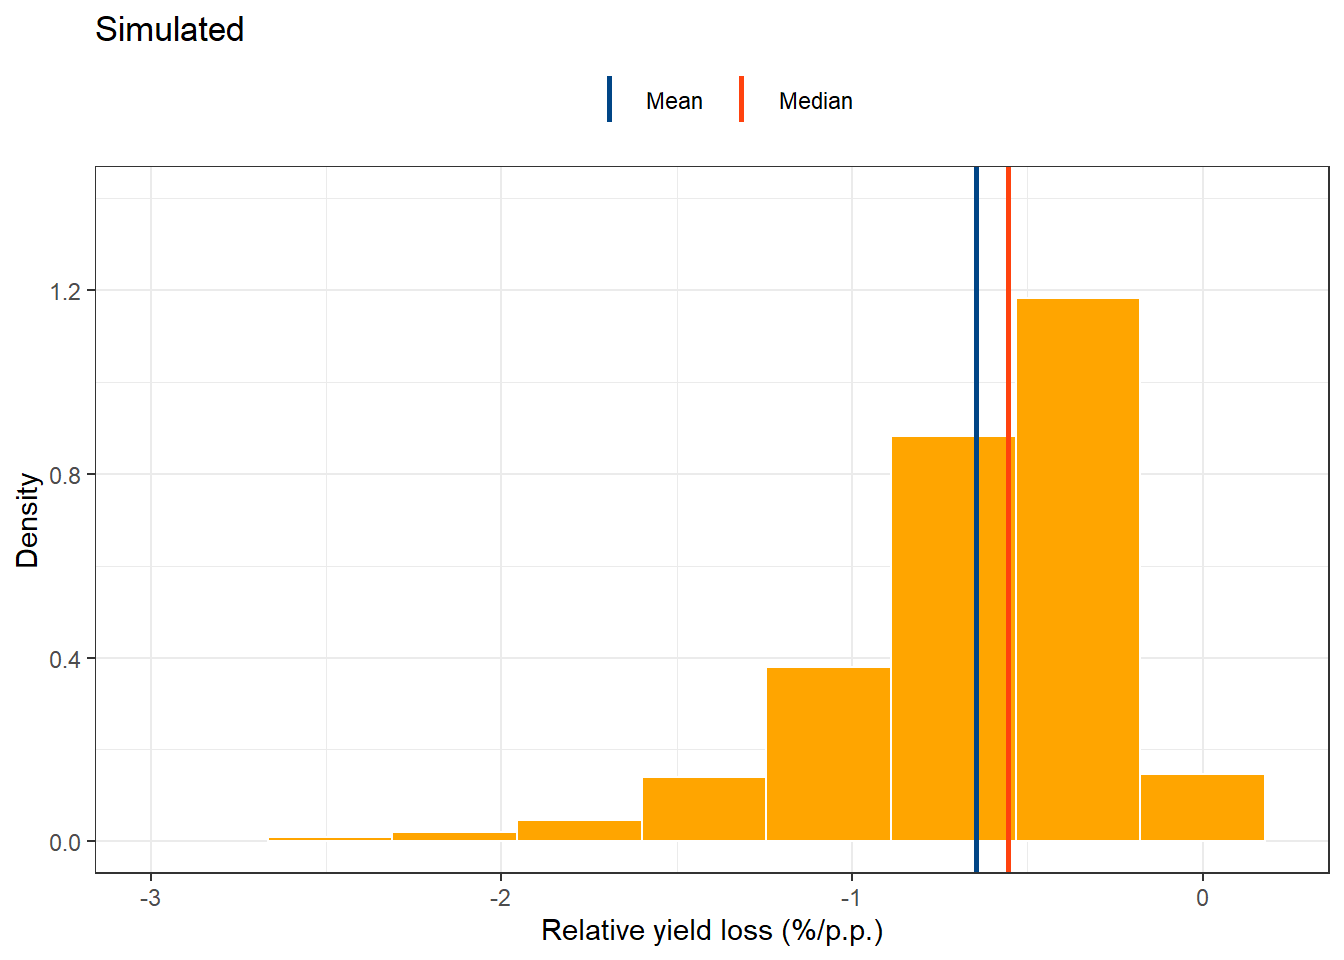 Simulated
Mean Median
1.2
0.8
0.4
0.0
Density
-3 -2 -1 0
Relative yield loss (%/p.p.)